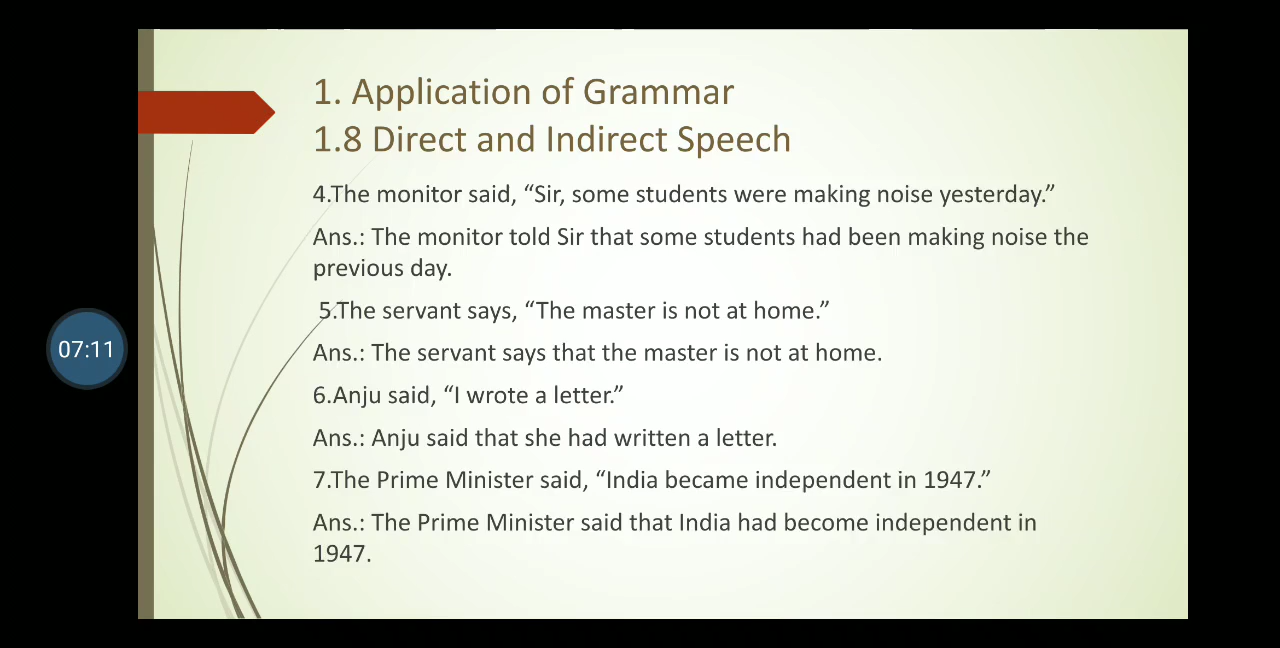 1. Application of Grammar
1.8 Direct and Indirect Speech
4.The monitor said, “Sir, some students were making noise yesterday.”
Ans.: The monitor told Sir that some students had been making noise the
previous day.
5.The servant says, “The master is not at home.”
Ans.: The servant says that the master is not at home.
07:11
6.Anju said, “I wrote a letter.”
Ans.: Anju said that she had written a letter.
7.The Prime Minister said, “India became independent in 1947.”
Ans.: The Prime Minister said that India had become independent in
1947.